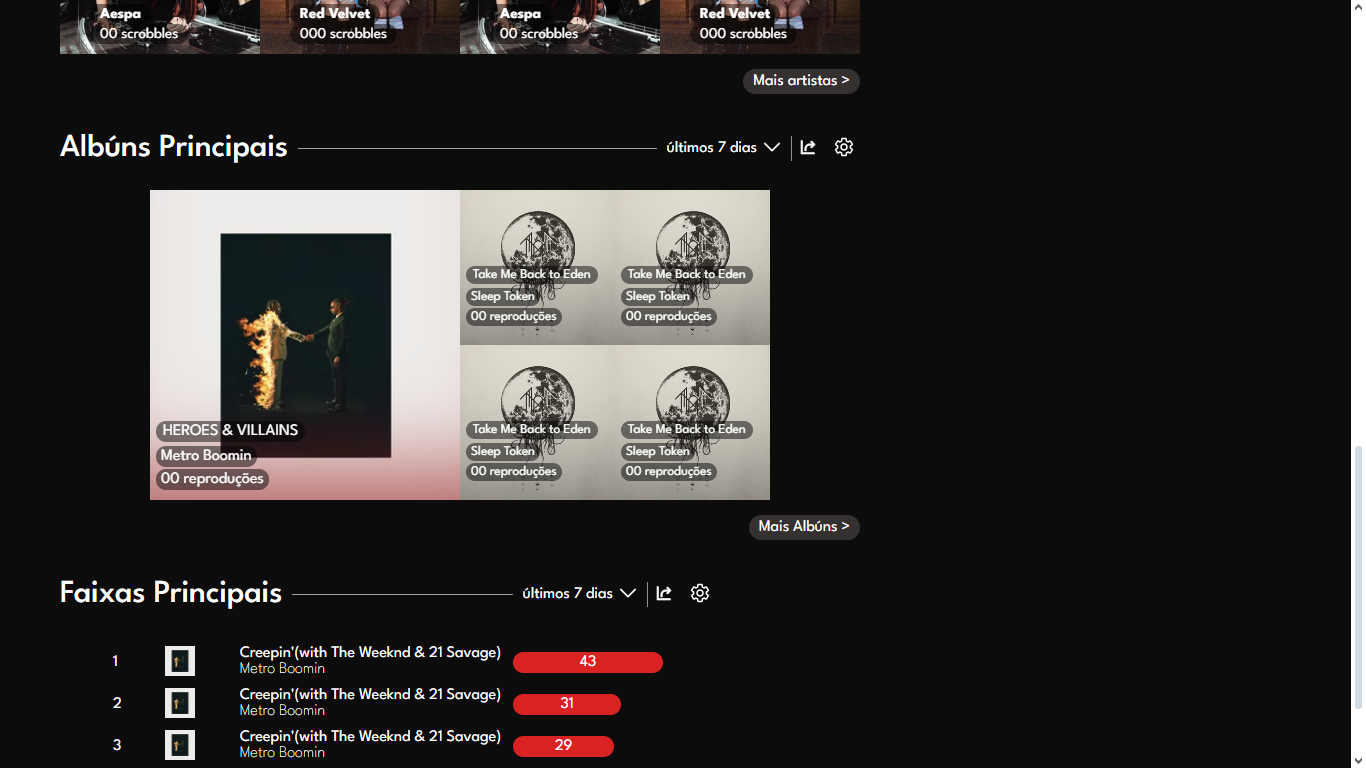 Aespa
00 scrobbles
Red Velvet
000 scrobbles
Aespa
00 scrobbles
Red Velvet
000 scrobbles
Mais artistas >
Albúns Principais
últimos 7 dias
HEROES & VILLAINS
Metro Boomin
00 reproduções
Take Me Back to Eden
Sleep Token
00 reproduções
Take Me Back to Eden
Sleep Token
00 reproduções
Take Me Back to Eden
Sleep Token
00 reproduções
Take Me Back to Eden
Sleep Token
00 reproduções
Mais Albúns >
Faixas Principais
últimos 7 dias
1
Creepin'(with The Weeknd & 21 Savage)
Metro Boomin
43
2
Creepin'(with The Weeknd & 21 Savage)
Metro Boomin
31
3
Creepin'(with The Weeknd & 21 Savage)
Metro Boomin
29